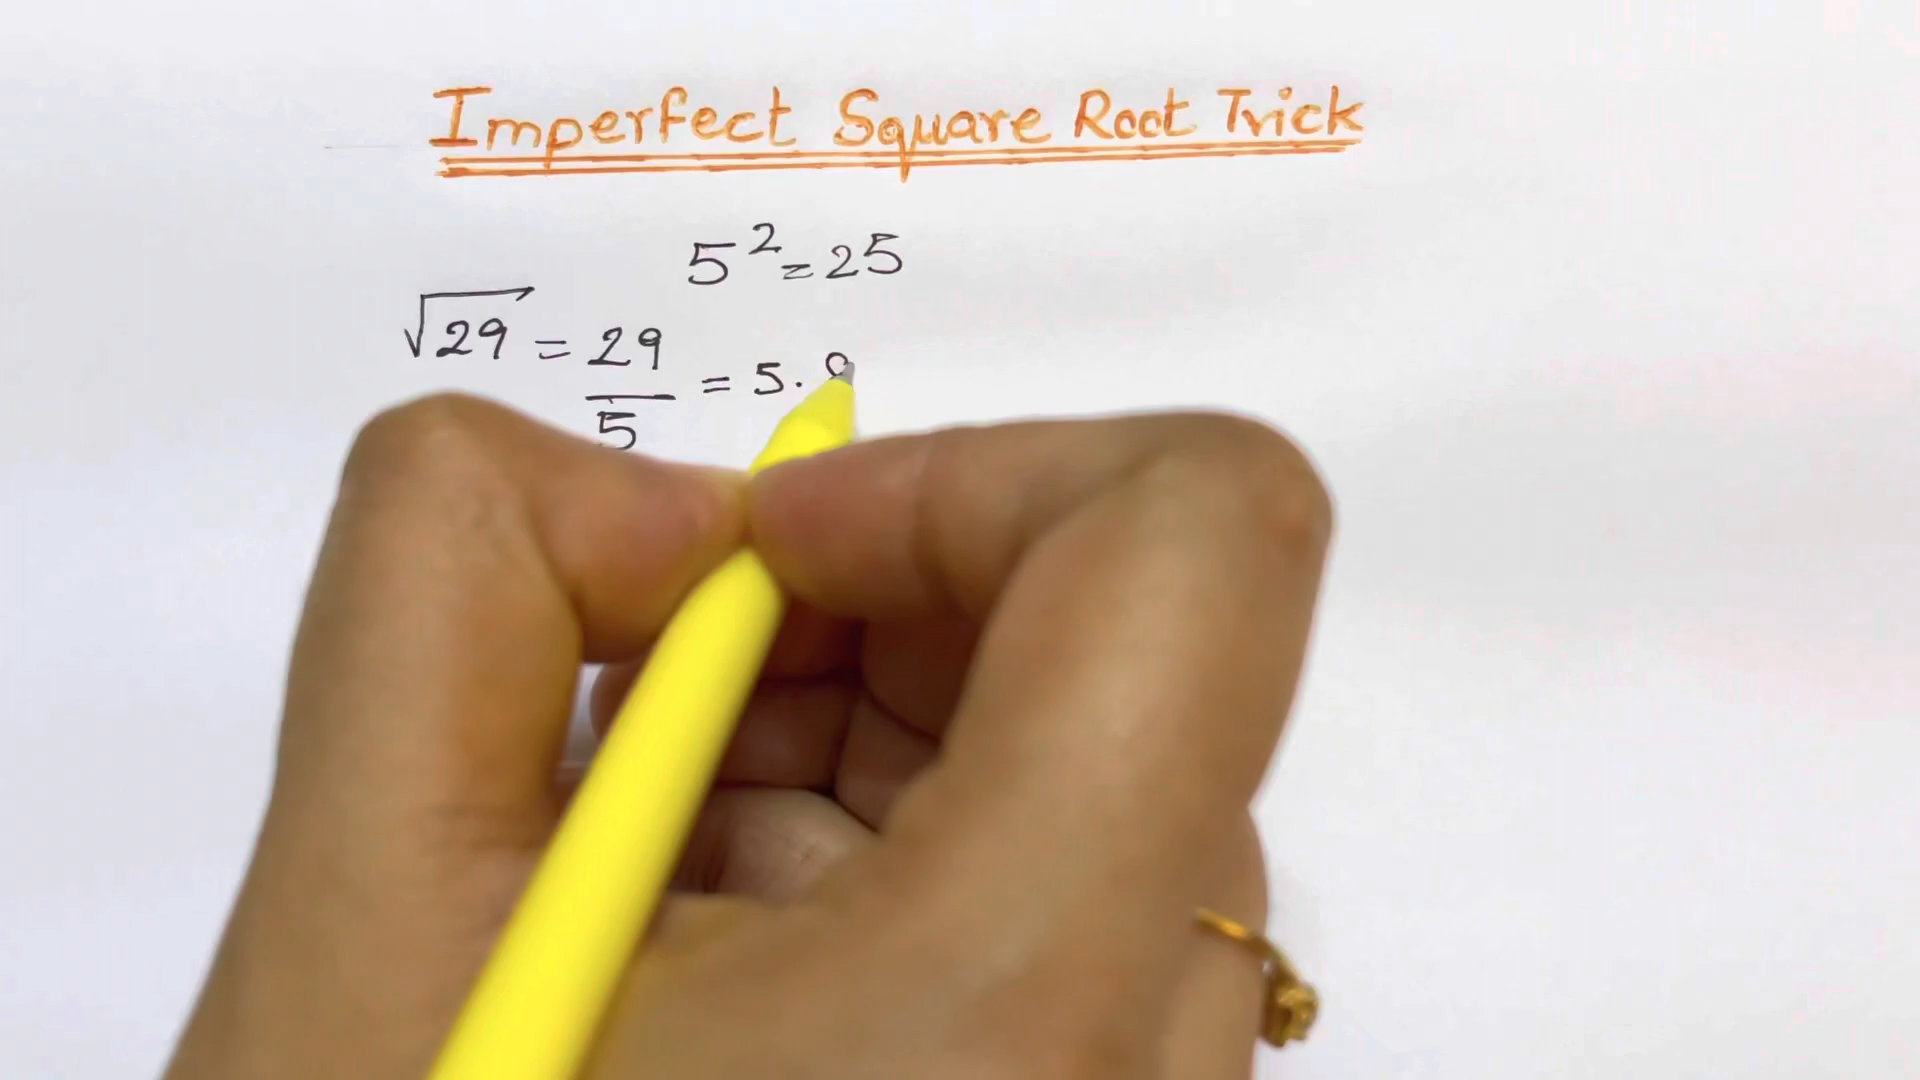 Imperfect Square Root Trick
5² = 25
√29 = 29/5 = 5.